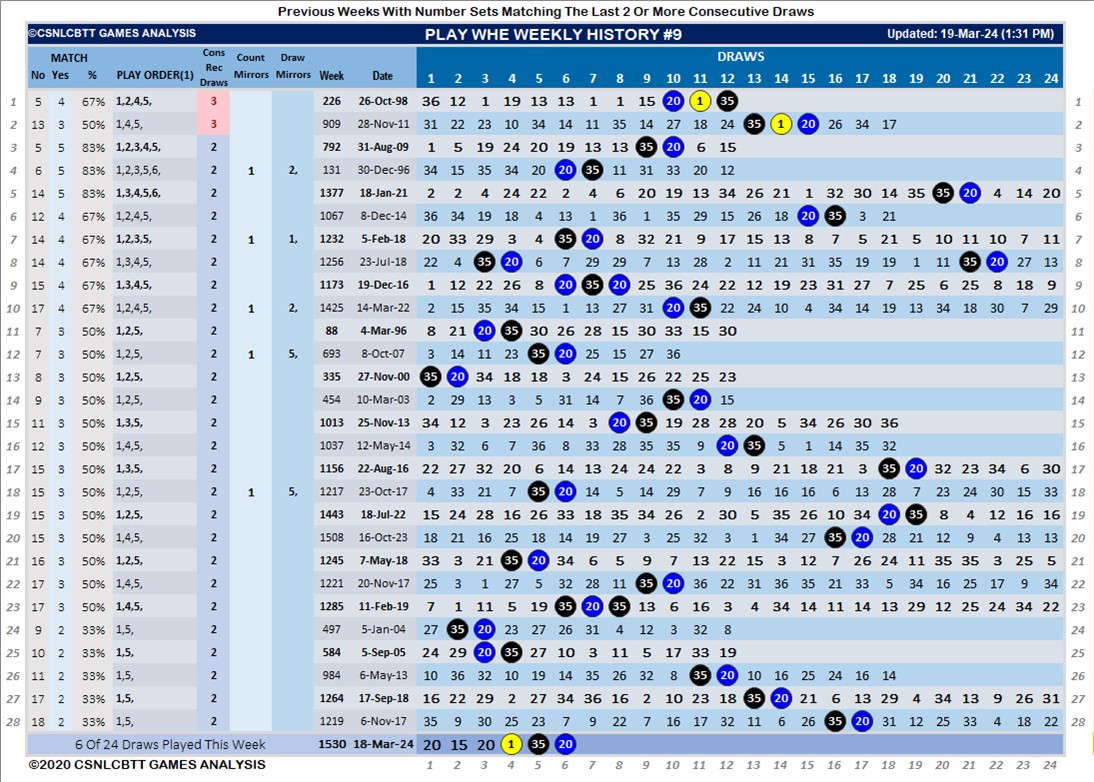 Previous Weeks With Number Sets Matching The Last 2 Or More Consecutive Draws
©CSNLCBTT GAMES ANALYSIS PLAY WHE WEEKLY HISTORY #9 Updated: 19-Mar-24 (1:31 PM)
MATCH Cons Rec Draws Count Mirrors Draw Mirrors DRAWS
No Yes % PLAY ORDER(1) Week Date 1 2 3 4 5 6 7 8 9 10 11 12 13 14 15 16 17 18 19 20 21 22 23 24
1 5 4 67% 1,2,4,5, 3 226 26-Oct-98 36 12 1 19 13 13 1 1 15 20 1 35 1
2 13 3 50% 1,4,5, 3 909 28-Nov-11 31 22 23 10 34 14 11 35 14 27 18 24 35 1 20 26 34 17 2
3 5 5 83% 1,2,3,4,5, 2 792 31-Aug-09 1 5 19 24 20 19 13 13 35 20 6 15 3
4 6 5 83% 1,2,3,5,6, 2 1 2, 131 30-Dec-96 34 15 35 34 20 20 35 11 31 33 20 12 4
5 14 5 83% 1,3,4,5,6, 2 1377 18-Jan-21 2 2 4 24 22 2 4 6 20 19 13 34 26 21 1 32 30 14 35 35 20 4 14 20 5
6 12 4 67% 1,2,4,5, 2 1067 8-Dec-14 36 34 19 18 4 13 1 36 1 35 29 15 26 18 20 35 3 21 6
7 14 4 67% 1,2,3,5, 2 1 1, 1232 5-Feb-18 20 33 29 3 4 35 20 8 32 21 9 17 15 13 8 7 5 21 5 10 11 10 7 11 7
8 14 4 67% 1,3,4,5, 2 1256 23-Jul-18 22 4 35 20 6 7 29 29 7 13 28 2 11 21 31 35 19 19 1 11 35 20 27 13 8
9 15 4 67% 1,3,4,5, 2 1173 19-Dec-16 1 12 22 26 8 20 35 20 25 36 24 22 12 19 23 31 27 7 25 6 25 8 18 9 9
10 17 4 67% 1,2,4,5, 2 1 2, 1425 14-Mar-22 2 15 35 34 15 1 13 27 31 20 35 22 24 10 4 34 14 19 13 34 18 30 7 29 10
11 7 3 50% 1,2,5, 2 88 4-Mar-96 8 21 20 35 30 26 28 15 30 33 15 30 11
12 7 3 50% 1,2,5, 2 1 5, 693 8-Oct-07 3 14 11 23 35 20 25 15 27 36 12
13 8 3 50% 1,2,5, 2 335 27-Nov-00 35 20 34 18 18 3 24 15 26 22 25 23 13
14 9 3 50% 1,2,5, 2 454 10-Mar-03 2 29 13 3 5 31 14 7 36 35 20 15 14
15 11 3 50% 1,3,5, 2 1013 25-Nov-13 34 12 3 23 26 14 3 20 35 19 28 28 20 5 34 26 30 36 15
16 12 3 50% 1,4,5, 2 1037 12-May-14 3 32 6 7 36 8 33 28 35 35 9 20 35 5 1 14 35 32 16
17 15 3 50% 1,3,5, 2 1156 22-Aug-16 22 27 32 20 6 14 13 24 24 22 3 8 9 21 18 21 3 35 20 32 23 34 6 30 17
18 15 3 50% 1,2,5, 2 1 5, 1217 23-Oct-17 4 33 21 7 35 20 14 5 14 29 7 9 16 16 16 6 13 28 7 23 24 30 15 33 18
19 15 3 50% 1,2,5, 2 1443 18-Jul-22 15 24 28 16 26 33 18 35 34 26 2 30 5 35 26 10 34 20 35 8 4 12 16 16 19
20 15 3 50% 1,4,5, 2 1508 16-Oct-23 18 21 16 25 18 14 19 27 3 25 32 3 1 34 27 35 20 28 21 12 9 4 13 13 20
21 16 3 50% 1,2,5, 2 1245 7-May-18 33 3 21 35 20 34 6 5 9 7 13 22 15 3 12 7 26 24 11 35 35 3 25 5 21
22 17 3 50% 1,4,5, 2 1221 20-Nov-17 25 3 1 27 5 32 28 11 35 20 36 22 31 36 35 21 33 5 34 16 25 17 9 34 22
23 17 3 50% 1,4,5, 2 1285 11-Feb-19 7 1 11 5 19 35 20 35 13 6 16 3 4 34 14 11 14 13 29 12 25 24 34 22 23
24 9 2 33% 1,5, 2 497 5-Jan-04 27 35 20 23 27 26 31 4 12 3 32 8 24
25 10 2 33% 1,5, 2 584 5-Sep-05 24 29 20 35 27 10 3 11 5 17 33 19 25
26 11 2 33% 1,5, 2 984 6-May-13 10 36 32 10 19 14 35 26 32 8 35 20 10 16 25 24 16 14 26
27 17 2 33% 1,5, 2 1264 17-Sep-18 16 22 29 2 27 34 36 16 2 10 23 18 35 20 21 6 13 29 4 34 13 9 26 31 27
28 18 2 33% 1,5, 2 1219 6-Nov-17 35 9 30 25 23 7 9 22 7 16 17 32 11 6 26 35 20 31 12 25 33 4 18 22 28
6 Of 24 Draws Played This Week 1530 18-Mar-24 20 15 20 1 35 20
©2020 CSNLCBTT GAMES ANALYSIS 1 2 3 4 5 6 7 8 9 10 11 12 13 14 15 16 17 18 19 20 21 22 23 24